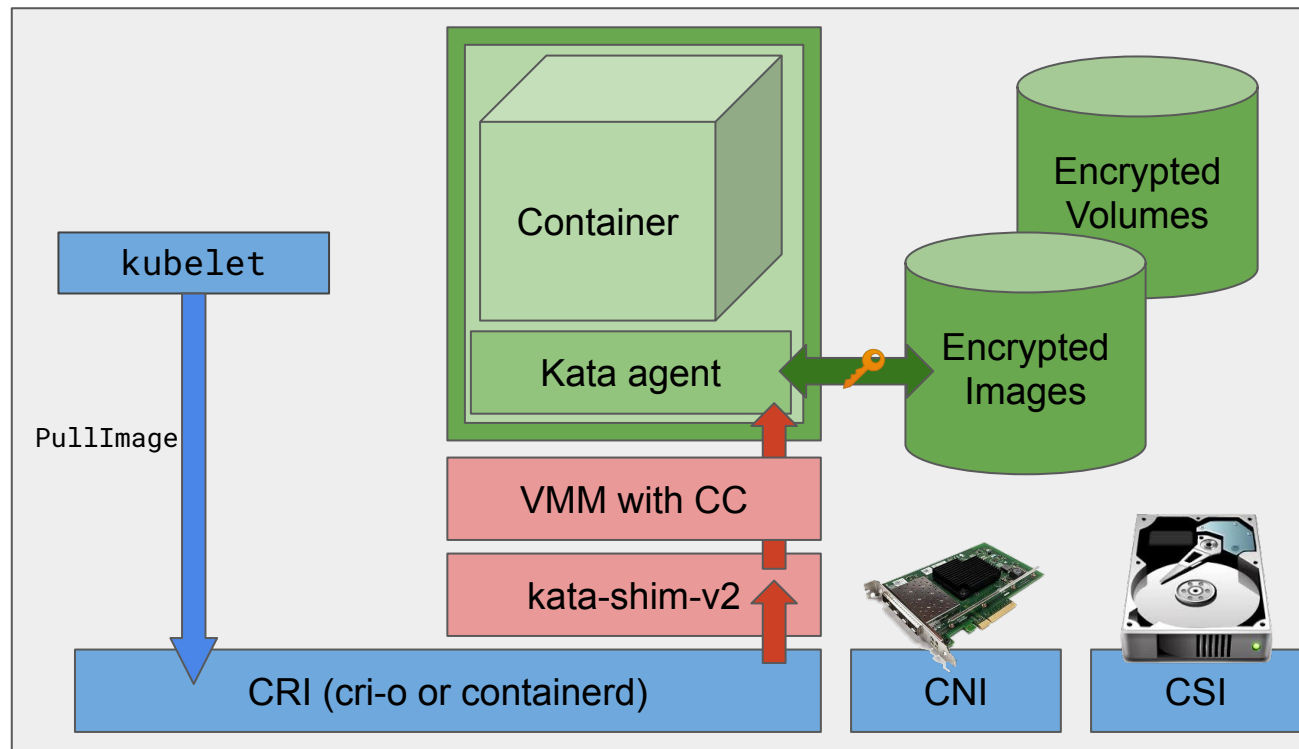 Container
Encrypted
Volumes
kubelet
Kata agent
Encrypted
Images
PullImage
VMM with CC
kata-shim-v2
CRI (cri-o or containerd)
CNI
CSI